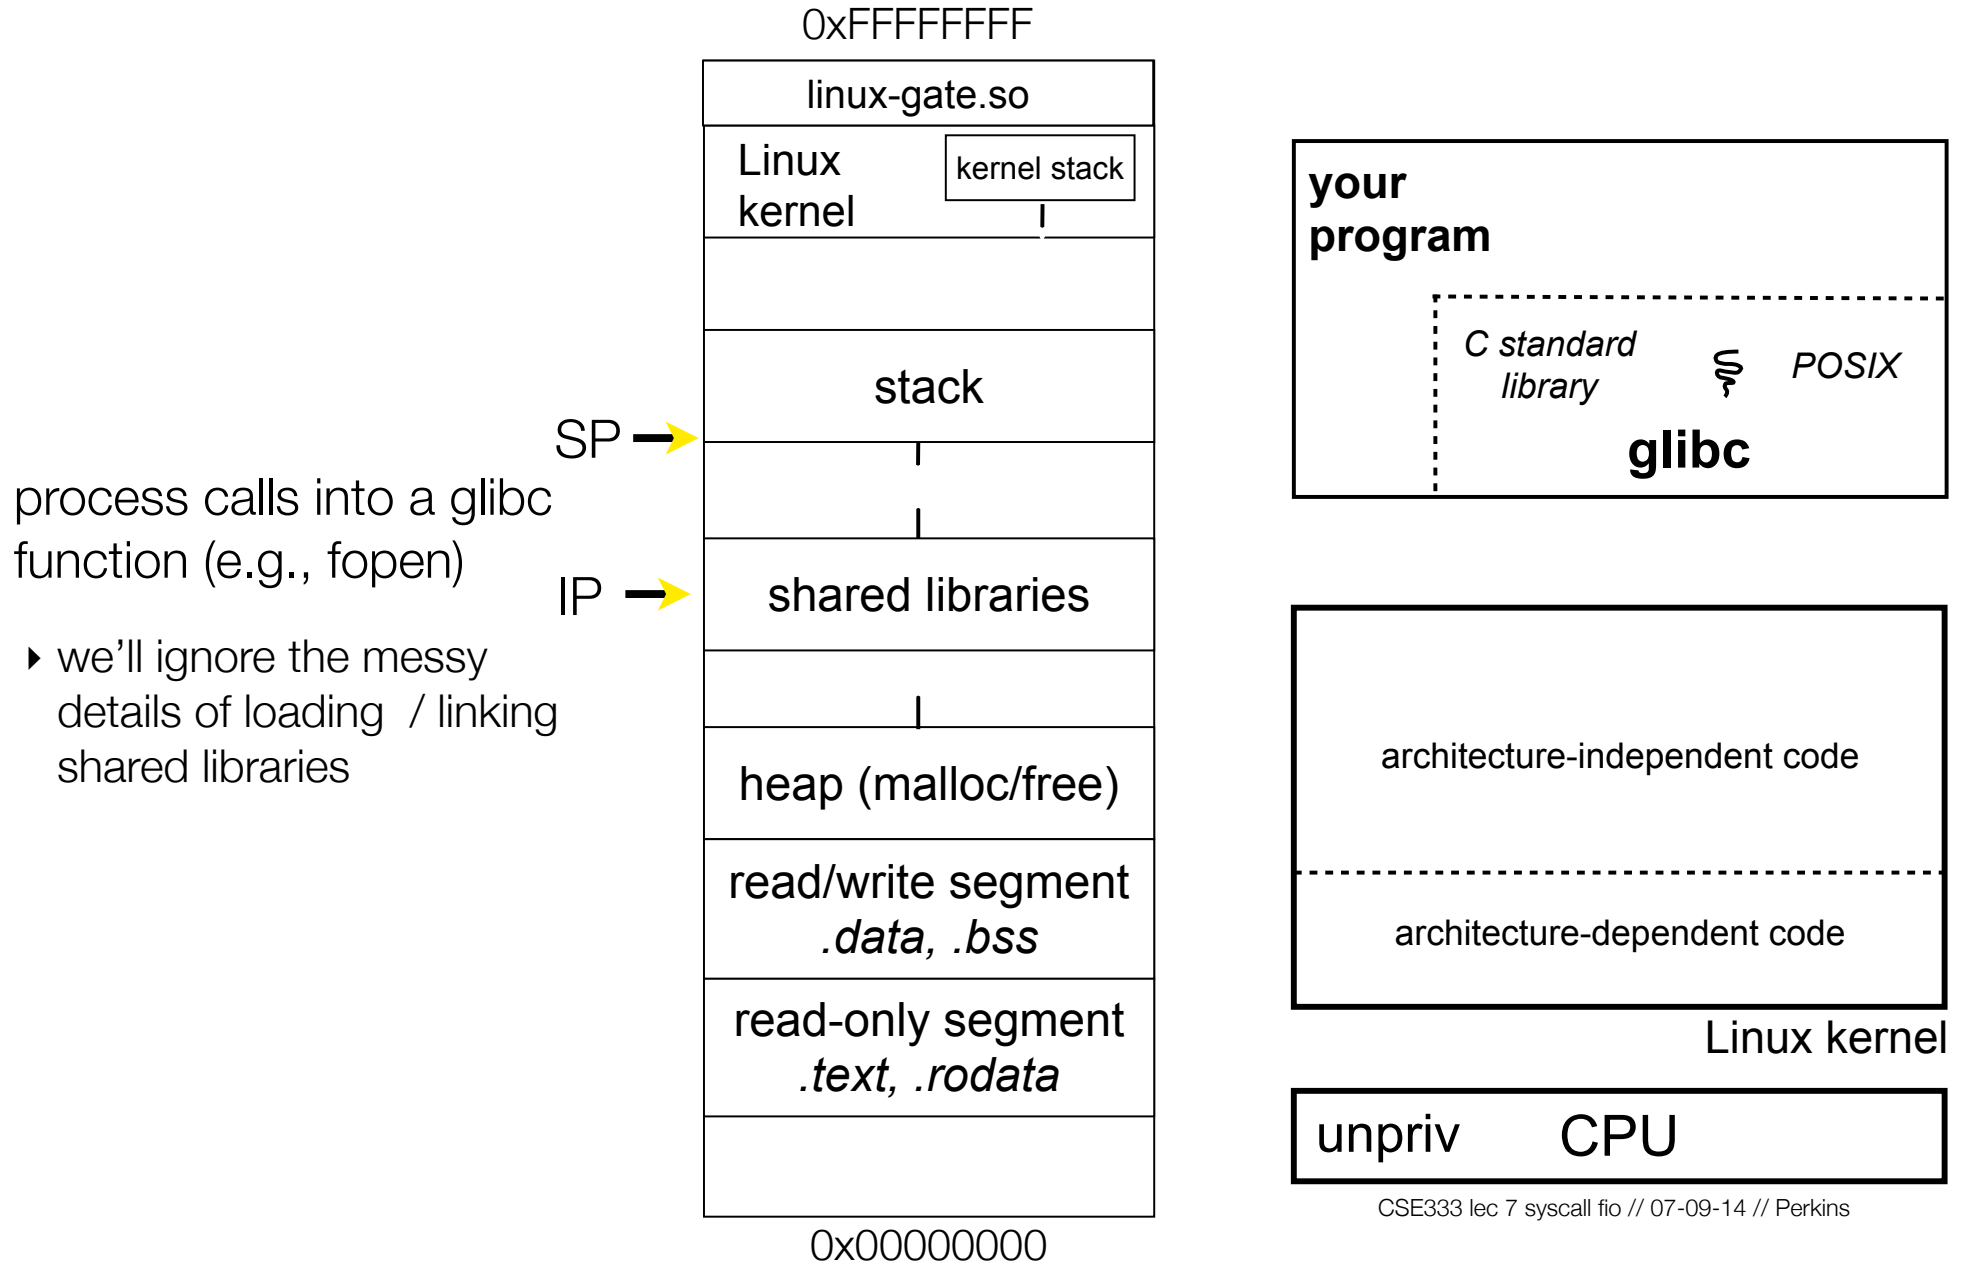 0xFFFFFFFF
linux-gate.so
Linux
kernel
kernel stack
stack
SP
process calls into a glibc
function (e.g., fopen)
IP
shared libraries
we’ll ignore the messy
details of loading / linking
shared libraries
heap (malloc/free)
read/write segment
.data, .bss
read-only segment
.text, .rodata
0x00000000
your
program
C standard
library
POSIX
glibc
architecture-independent code
architecture-dependent code
Linux kernel
unpriv CPU
CSE333 lec 7 syscall fio // 07-09-14 // Perkins